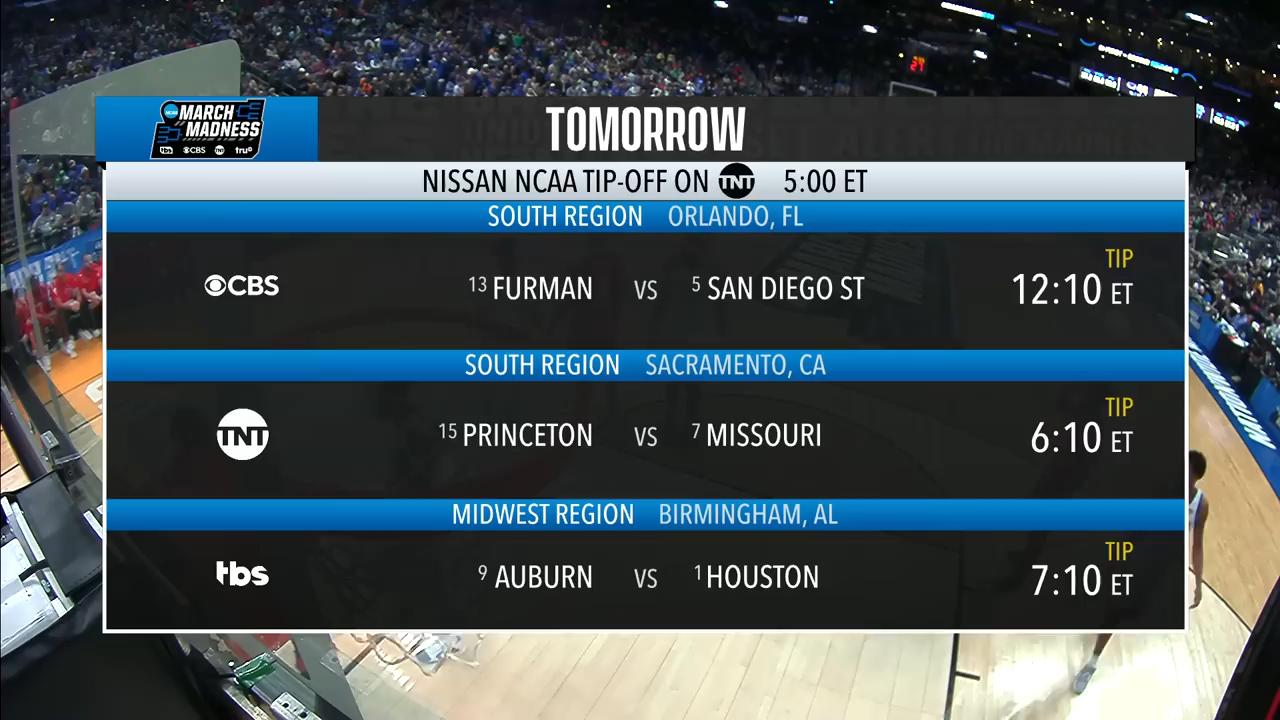 NCAA MARCH MADNESS
tbs CBS TNT tru
TOMORROW
NISSAN NCAA TIP-OFF ON TNT 5:00 ET
SOUTH REGION ORLANDO, FL
CBS 13 FURMAN VS 5 SAN DIEGO ST TIP 12:10 ET
SOUTH REGION SACRAMENTO, CA
TNT 15 PRINCETON VS 7 MISSOURI TIP 6:10 ET
MIDWEST REGION BIRMINGHAM, AL
tbs 9 AUBURN VS 1 HOUSTON TIP 7:10 ET